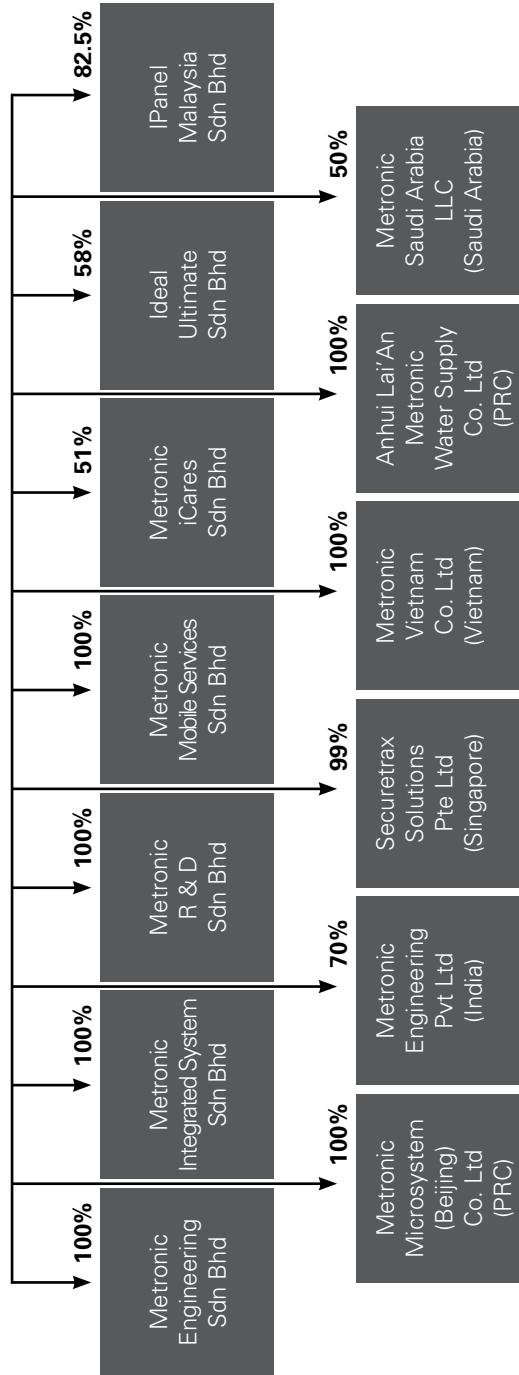 100%
Metronic
Engineering
Sdn Bhd
100%
Metronic
Integrated System
Sdn Bhd
100%
Metronic
R & D
Sdn Bhd
100%
Metronic
Mobile Services
Sdn Bhd
51%
Metronic
iCares
Sdn Bhd
58%
Ideal
Ultimate
Sdn Bhd
82.5%
IPanel
Malaysia
Sdn Bhd
100%
Metronic
Microsystem
(Beijing)
Co. Ltd
(PRC)
70%
Metronic
Engineering
Pvt Ltd
(India)
99%
Securetrax
Solutions
Pte Ltd
(Singapore)
100%
Metronic
Vietnam
Co. Ltd
(Vietnam)
100%
Anhui Lai’An
Metronic
Water Supply
Co. Ltd
(PRC)
50%
Metronic
Saudi Arabia
LLC
(Saudi Arabia)